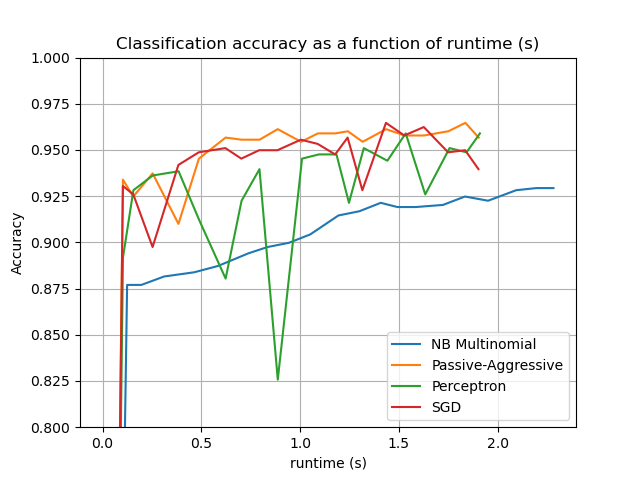 Classification accuracy as a function of runtime (s)
1.000
0.975
0.950
0.925
0.900
0.875
0.850
0.825
0.800
Accuracy
0.0 0.5 1.0 1.5 2.0
runtime (s)
NB Multinomial
Passive-Aggressive
Perceptron
SGD